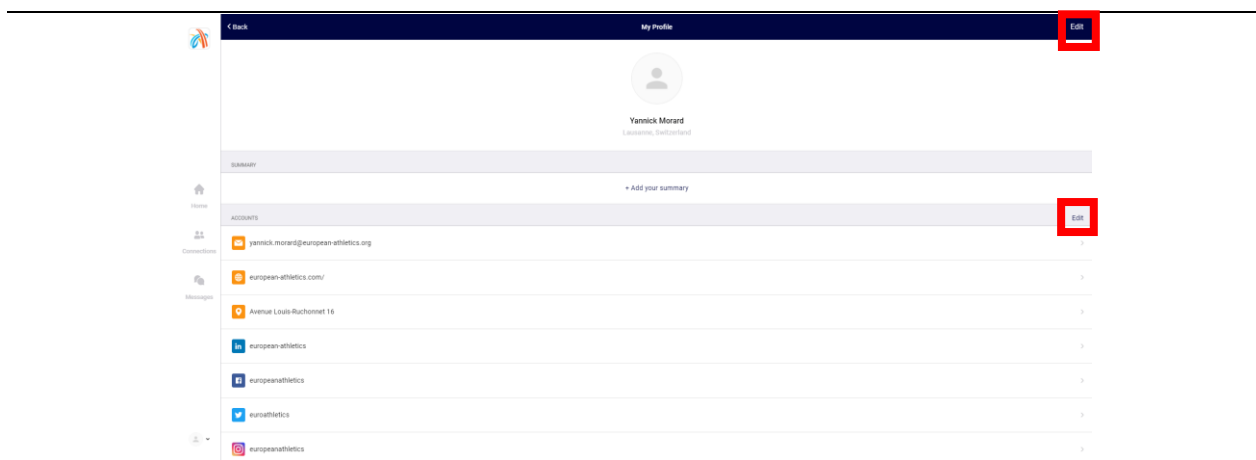 Back
My Profile
Edit
Yannick Morard
Lausanne, Switzerland
SUMMARY
+ Add your summary
Home
ACCOUNTS
Edit
Connections
yannick.morard@european-athletics.org
european-athletics.com/
Messages
Avenue Louis-Ruchonnet 16
in
european-athletics
europeanathletics
euroathletics
europeanathletics